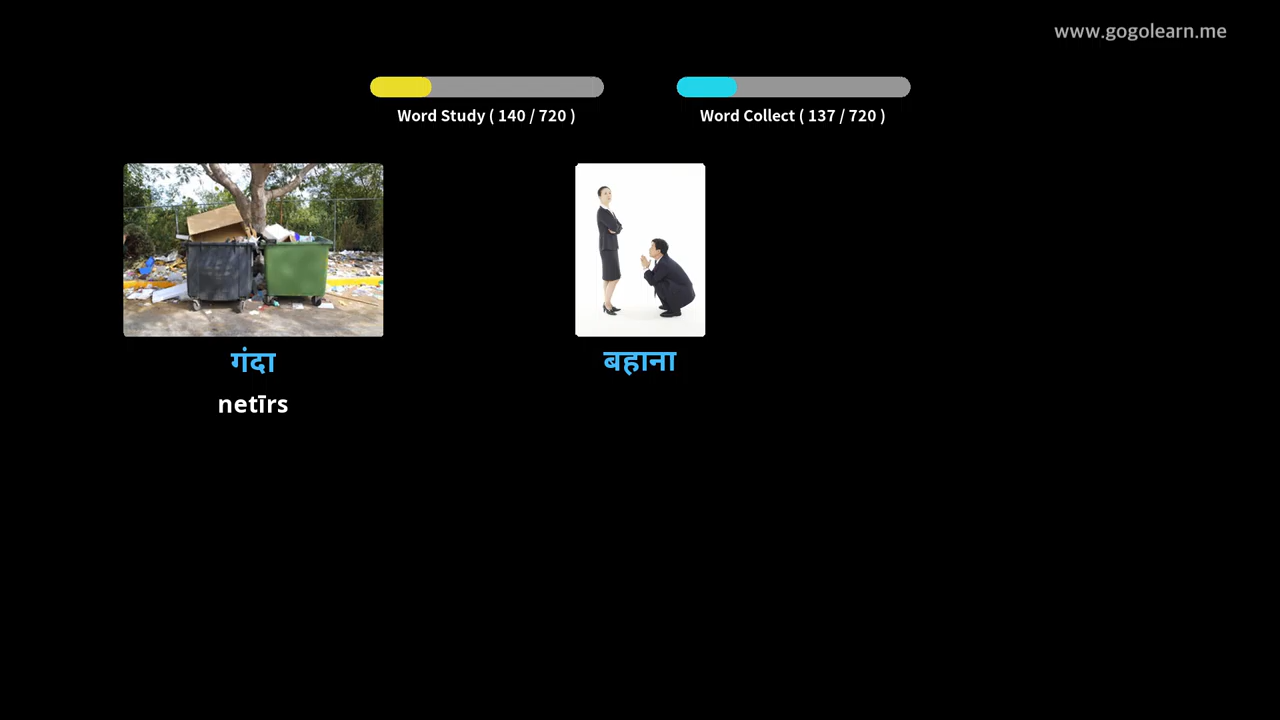 www.gogolearn.me
Word Study ( 140 / 720 )
Word Collect ( 137 / 720 )
गंदा
बहाना
netīrs